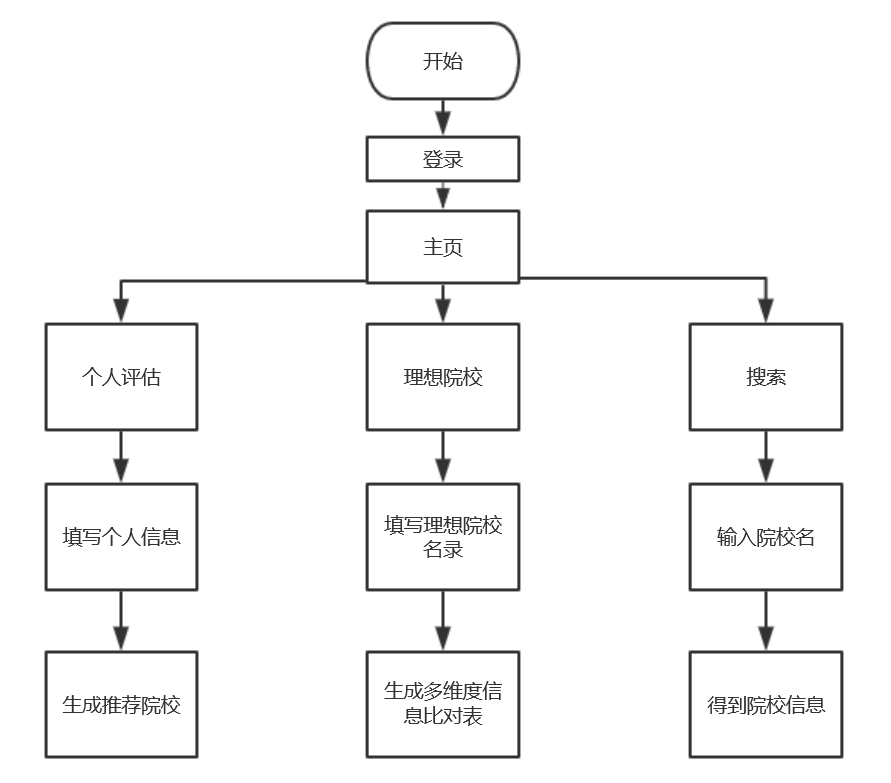 开始
登录
主页
个人评估
理想院校
搜索
填写个人信息
填写理想院校
名录
输入院校名
生成推荐院校
生成多维度信
息比对表
得到院校信息